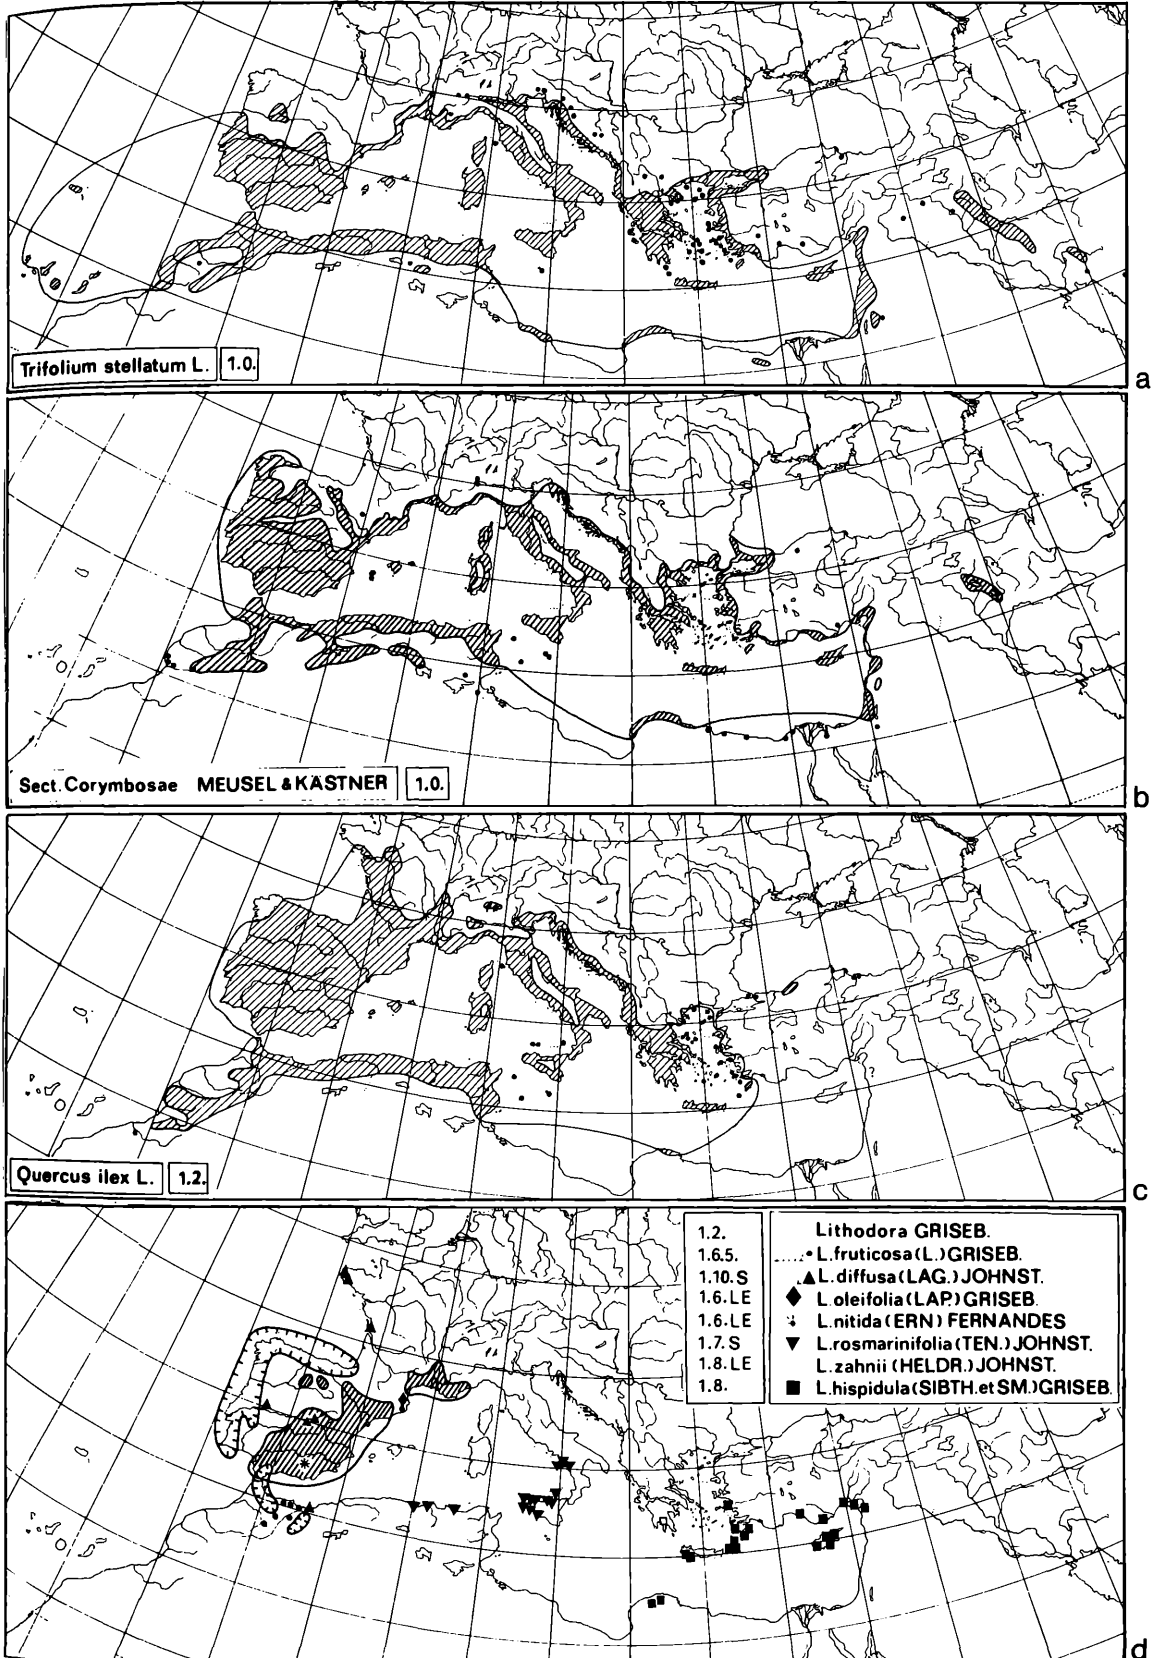 Trifolium stellatum L. 1.0.
a
Sect. Corymbosae MEUSEL & KÄSTNER 1.0.
b
Quercus ilex L. 1.2.
c
1.2. Lithodora GRISEB.
1.6.5. L. fruticosa (L.) GRISEB.
1.10. S L. diffusa (LAG.) JOHNST.
1.6. LE L. oleifolia (LAP.) GRISEB.
1.6. LE L. nitida (ERN) FERNANDES
1.7. S L. rosmarinifolia (TEN.) JOHNST.
1.8. LE L. zahnii (HELDR.) JOHNST.
1.8. L. hispidula (SIBTH. et SM.) GRISEB.
d